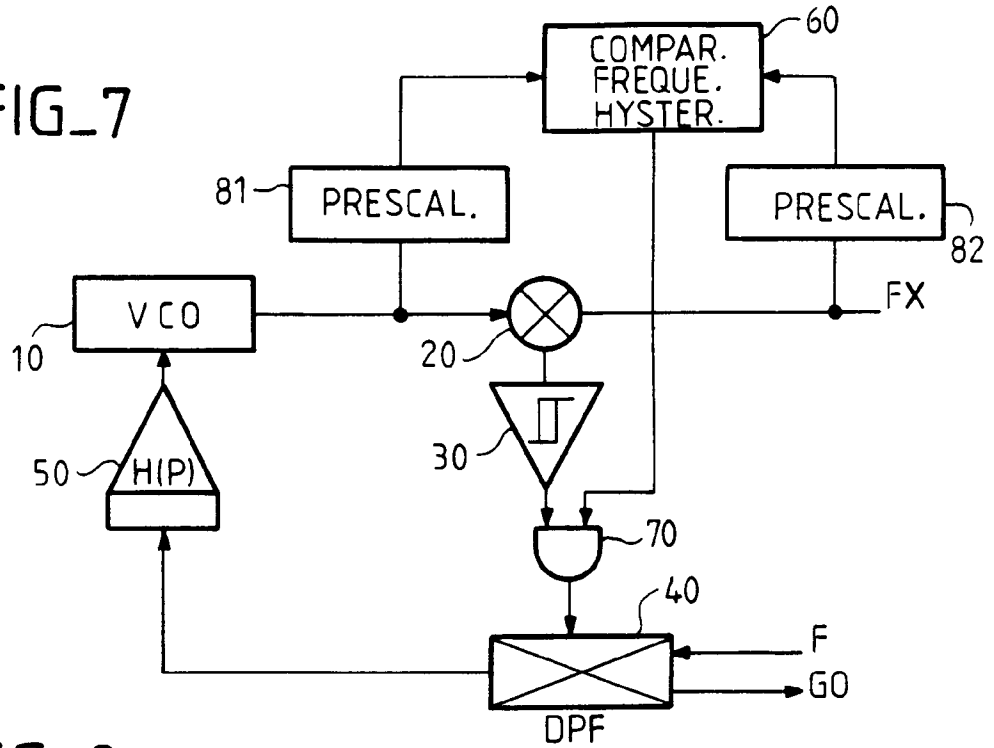 FIG_7
60
COMPAR.
FREQUE.
HYSTER.
81
PRESCAL.
PRESCAL.
82
VCO
10
20
FX
30
50
H(P)
70
40
F
GO
DPF